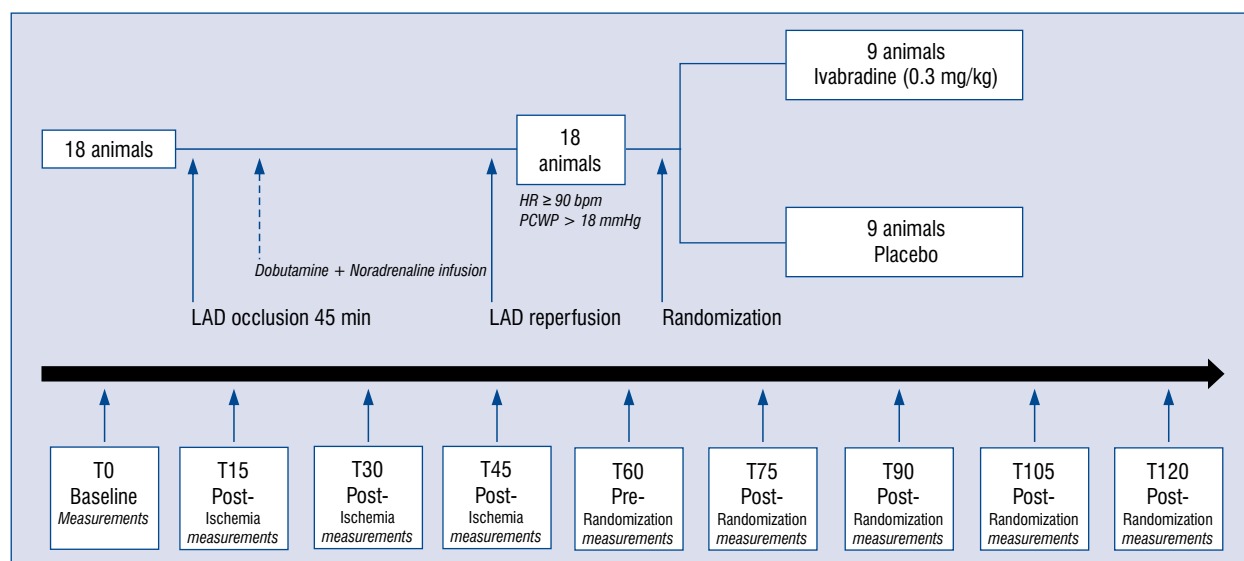 9 animals
Ivabradine (0.3 mg/kg)
18 animals
18
animals
HR ≥ 90 bpm
PCWP > 18 mmHg
9 animals
Placebo
Dobutamine + Noradrenaline infusion
LAD occlusion 45 min
LAD reperfusion
Randomization
T0
Baseline
Measurements
T15
Post-
Ischemia
measurements
T30
Post-
Ischemia
measurements
T45
Post-
Ischemia
measurements
T60
Pre-
Randomization
measurements
T75
Post-
Randomization
measurements
T90
Post-
Randomization
measurements
T105
Post-
Randomization
measurements
T120
Post-
Randomization
measurements